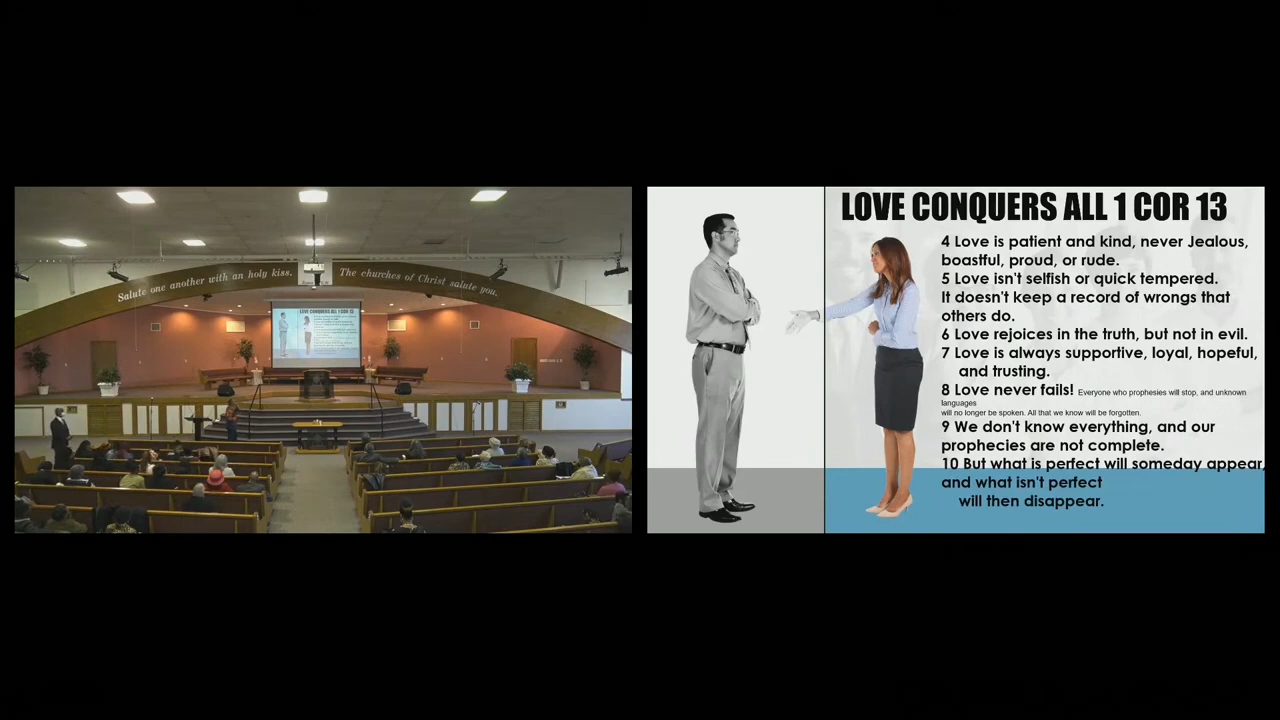 Salute one another with an holy kiss.
The churches of Christ salute you.
LOVE CONQUERS ALL 1 COR 13
LOVE CONQUERS ALL 1 COR 13
4 Love is patient and kind, never Jealous,
boastful, proud, or rude.
5 Love isn't selfish or quick tempered.
It doesn't keep a record of wrongs that
others do.
6 Love rejoices in the truth, but not in evil.
7 Love is always supportive, loyal, hopeful,
and trusting.
8 Love never fails! Everyone who prophesies will stop, and unknown
languages
will no longer be spoken. All that we know will be forgotten.
9 We don't know everything, and our
prophecies are not complete.
10 But what is perfect will someday appear,
and what isn't perfect
will then disappear.